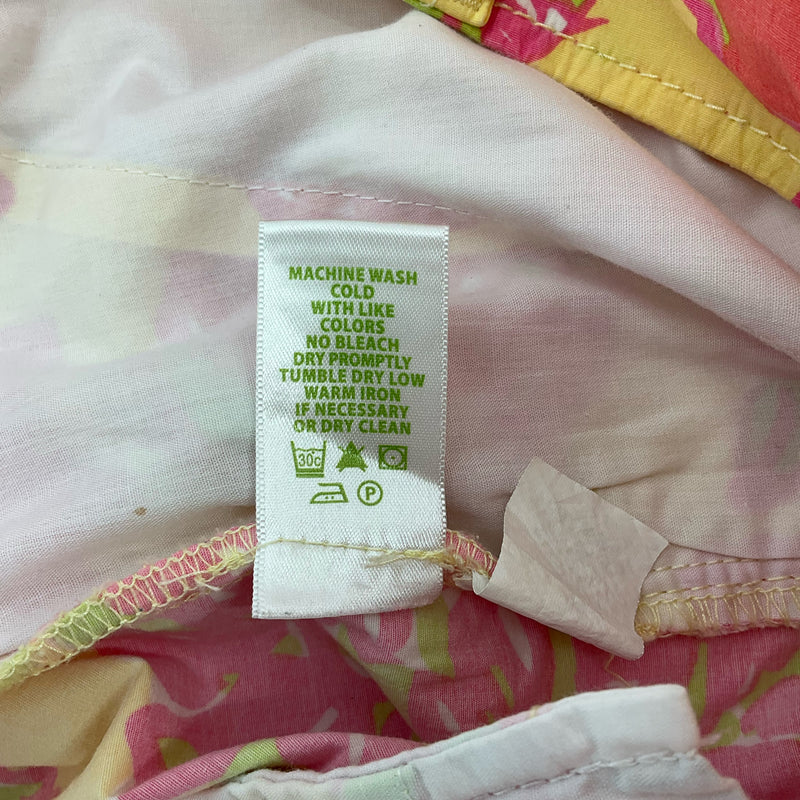 MACHINE WASH
COLD
WITH LIKE
COLORS
NO BLEACH
DRY PROMPTLY
TUMBLE DRY LOW
WARM IRON
IF NECESSARY
OR DRY CLEAN
30c
P